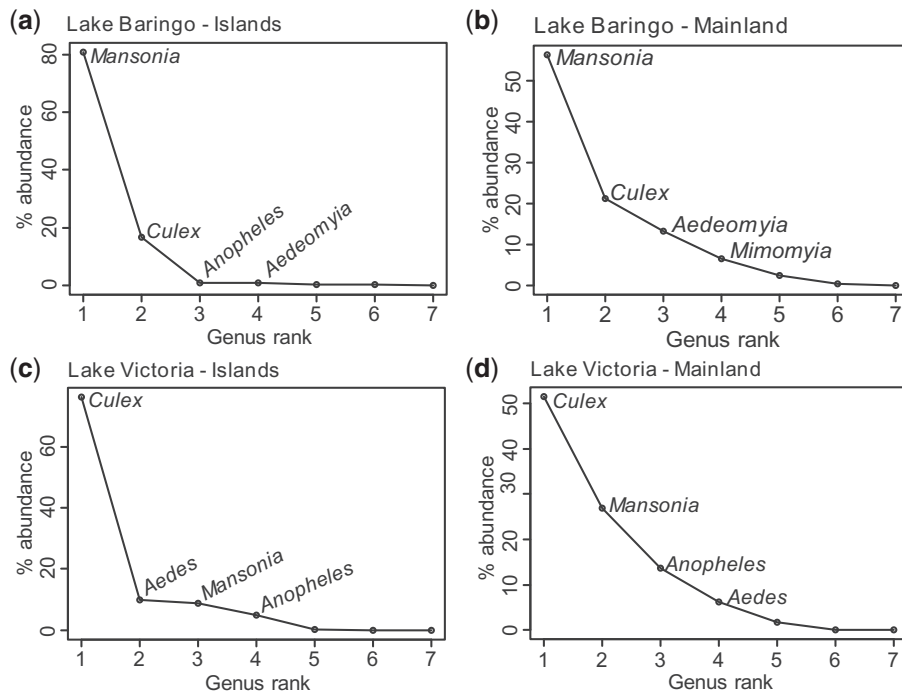 (a) Lake Baringo - Islands
% abundance
80
60
40
20
0
Mansonia
Culex
Anopheles
Aedeomyia
1 2 3 4 5 6 7
Genus rank
(b) Lake Baringo - Mainland
% abundance
50
40
30
20
10
0
Mansonia
Culex
Aedeomyia
Mimomyia
1 2 3 4 5 6 7
Genus rank
(c) Lake Victoria - Islands
% abundance
60
40
20
0
Culex
Aedes
Mansonia
Anopheles
1 2 3 4 5 6 7
Genus rank
(d) Lake Victoria - Mainland
% abundance
50
40
30
20
10
0
Culex
Mansonia
Anopheles
Aedes
1 2 3 4 5 6 7
Genus rank